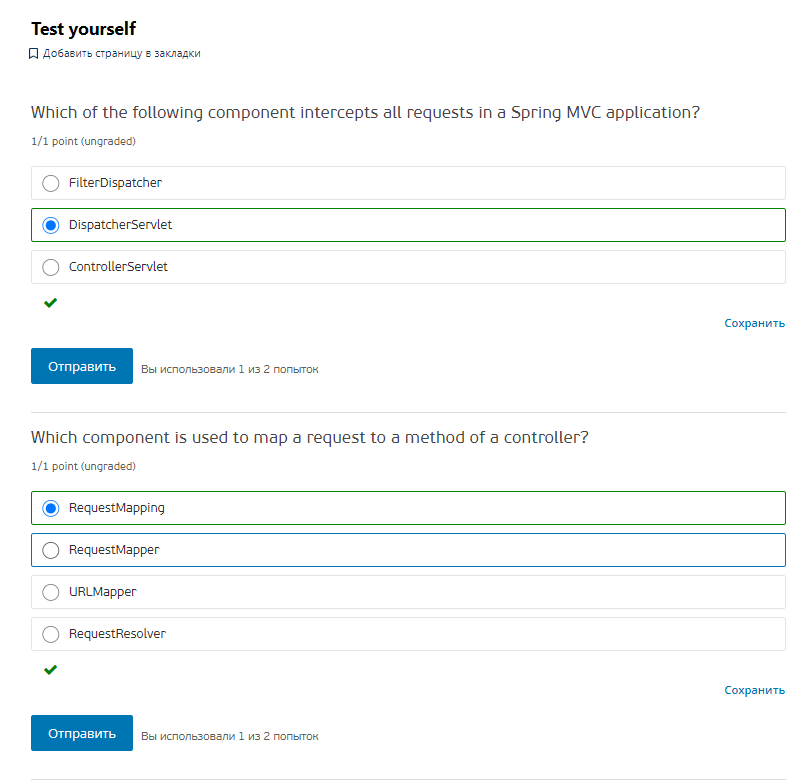 Test yourself
Добавить страницу в закладки
Which of the following component intercepts all requests in a Spring MVC application?
1/1 point (ungraded)
FilterDispatcher
DispatcherServlet
ControllerServlet
Сохранить
Отправить Вы использовали 1 из 2 попыток
Which component is used to map a request to a method of a controller?
1/1 point (ungraded)
RequestMapping
RequestMapper
URLMapper
RequestResolver
Сохранить
Отправить Вы использовали 1 из 2 попыток